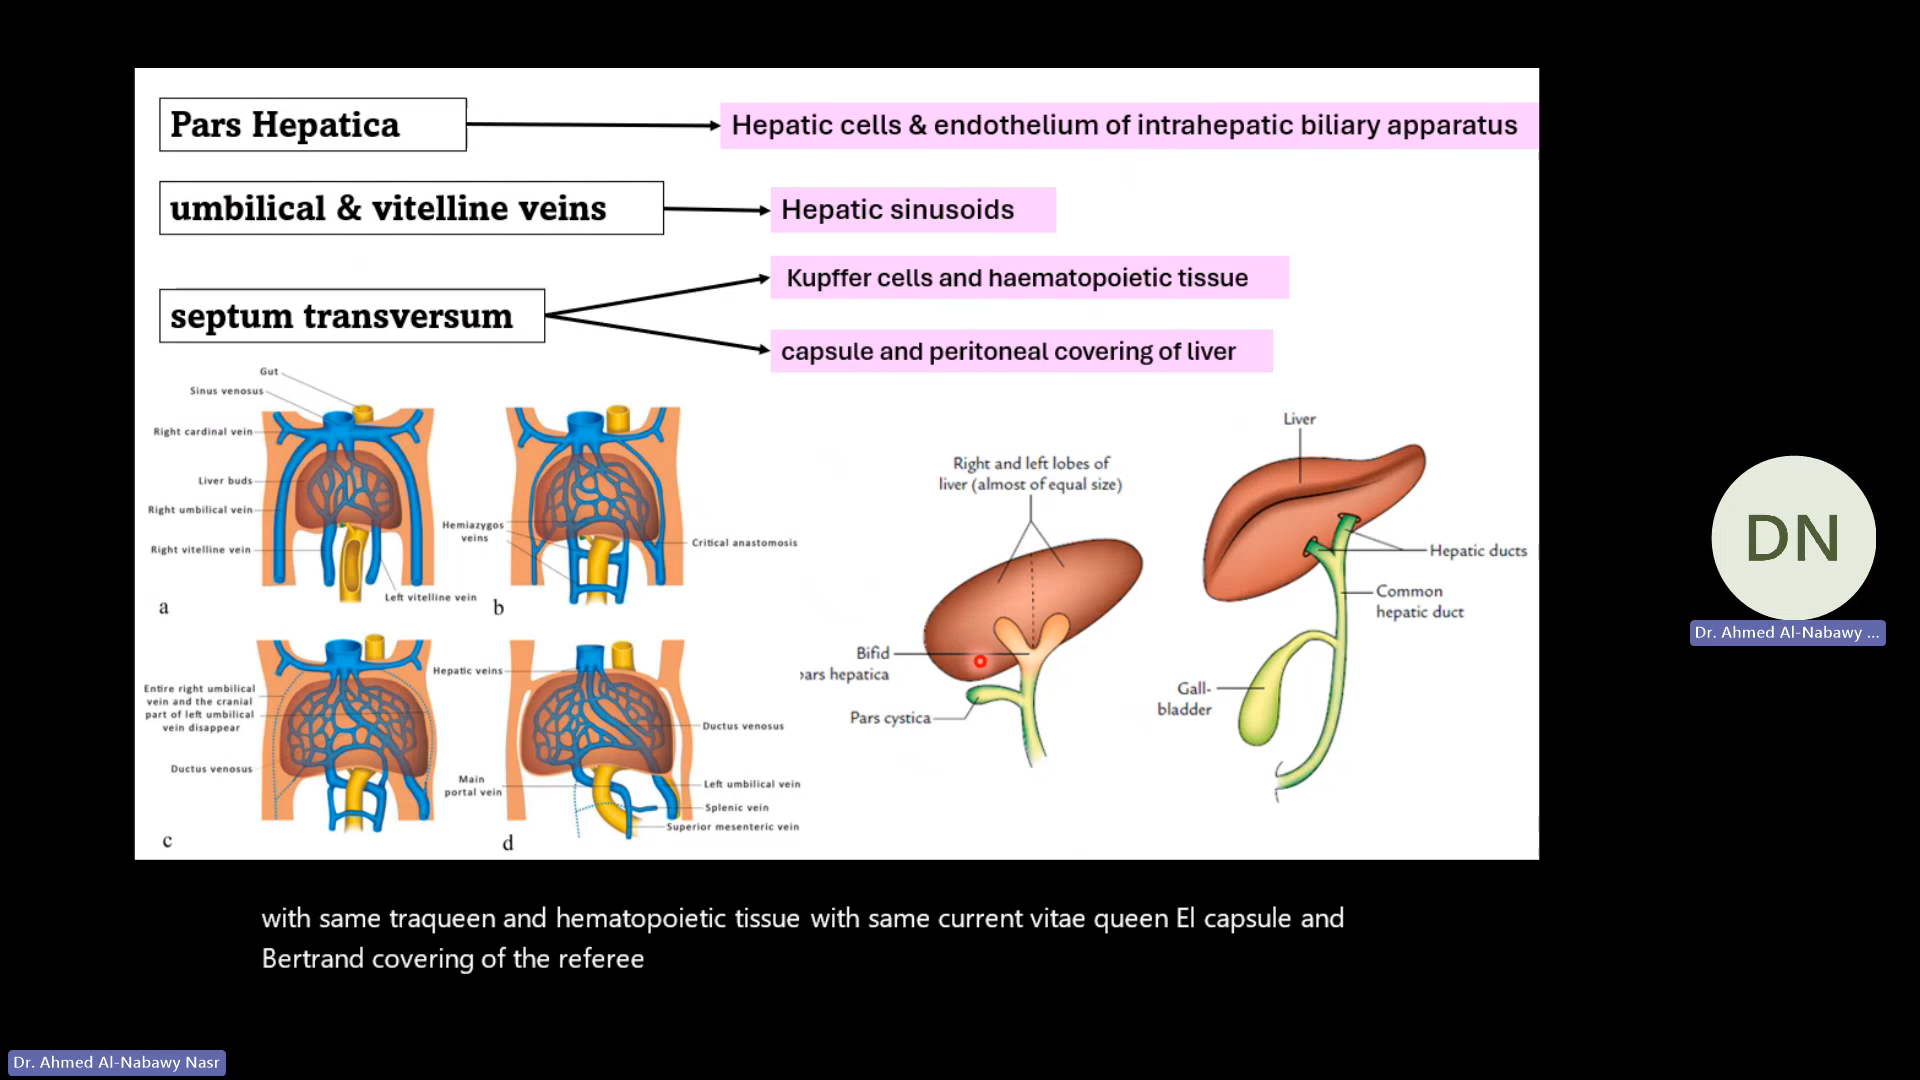 Pars Hepatica
Hepatic cells & endothelium of intrahepatic biliary apparatus
umbilical & vitelline veins
Hepatic sinusoids
septum transversum
Kupffer cells and haematopoietic tissue
capsule and peritoneal covering of liver
Gut
Sinus venosus
Right cardinal vein
Liver buds
Right umbilical vein
Right vitelline vein
Left vitelline vein
a
Hemiazygos
veins
Critical anastomosis
b
Entire right umbilical
vein and the cranial
part of left umbilical
vein disappear
Ductus venosus
c
Hepatic veins
Ductus venosus
Main
portal vein
Left umbilical vein
Splenic vein
Superior mesenteric vein
d
Right and left lobes of
liver (almost of equal size)
Bifid
pars hepatica
Pars cystica
Liver
Hepatic ducts
Common
hepatic duct
Gall-
bladder
DN
Dr. Ahmed Al-Nabawy ...
with same traqueen and hematopoietic tissue with same current vitae queen El capsule and
Bertrand covering of the referee
Dr. Ahmed Al-Nabawy Nasr